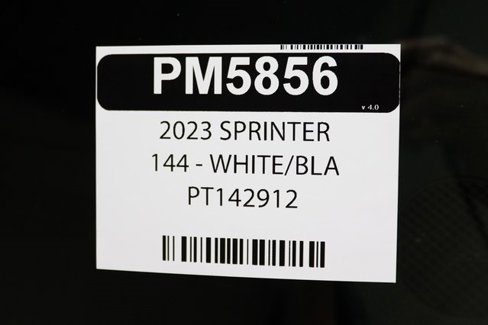 PM5856
v 4.0
2023 SPRINTER
144 - WHITE/BLA
PT142912